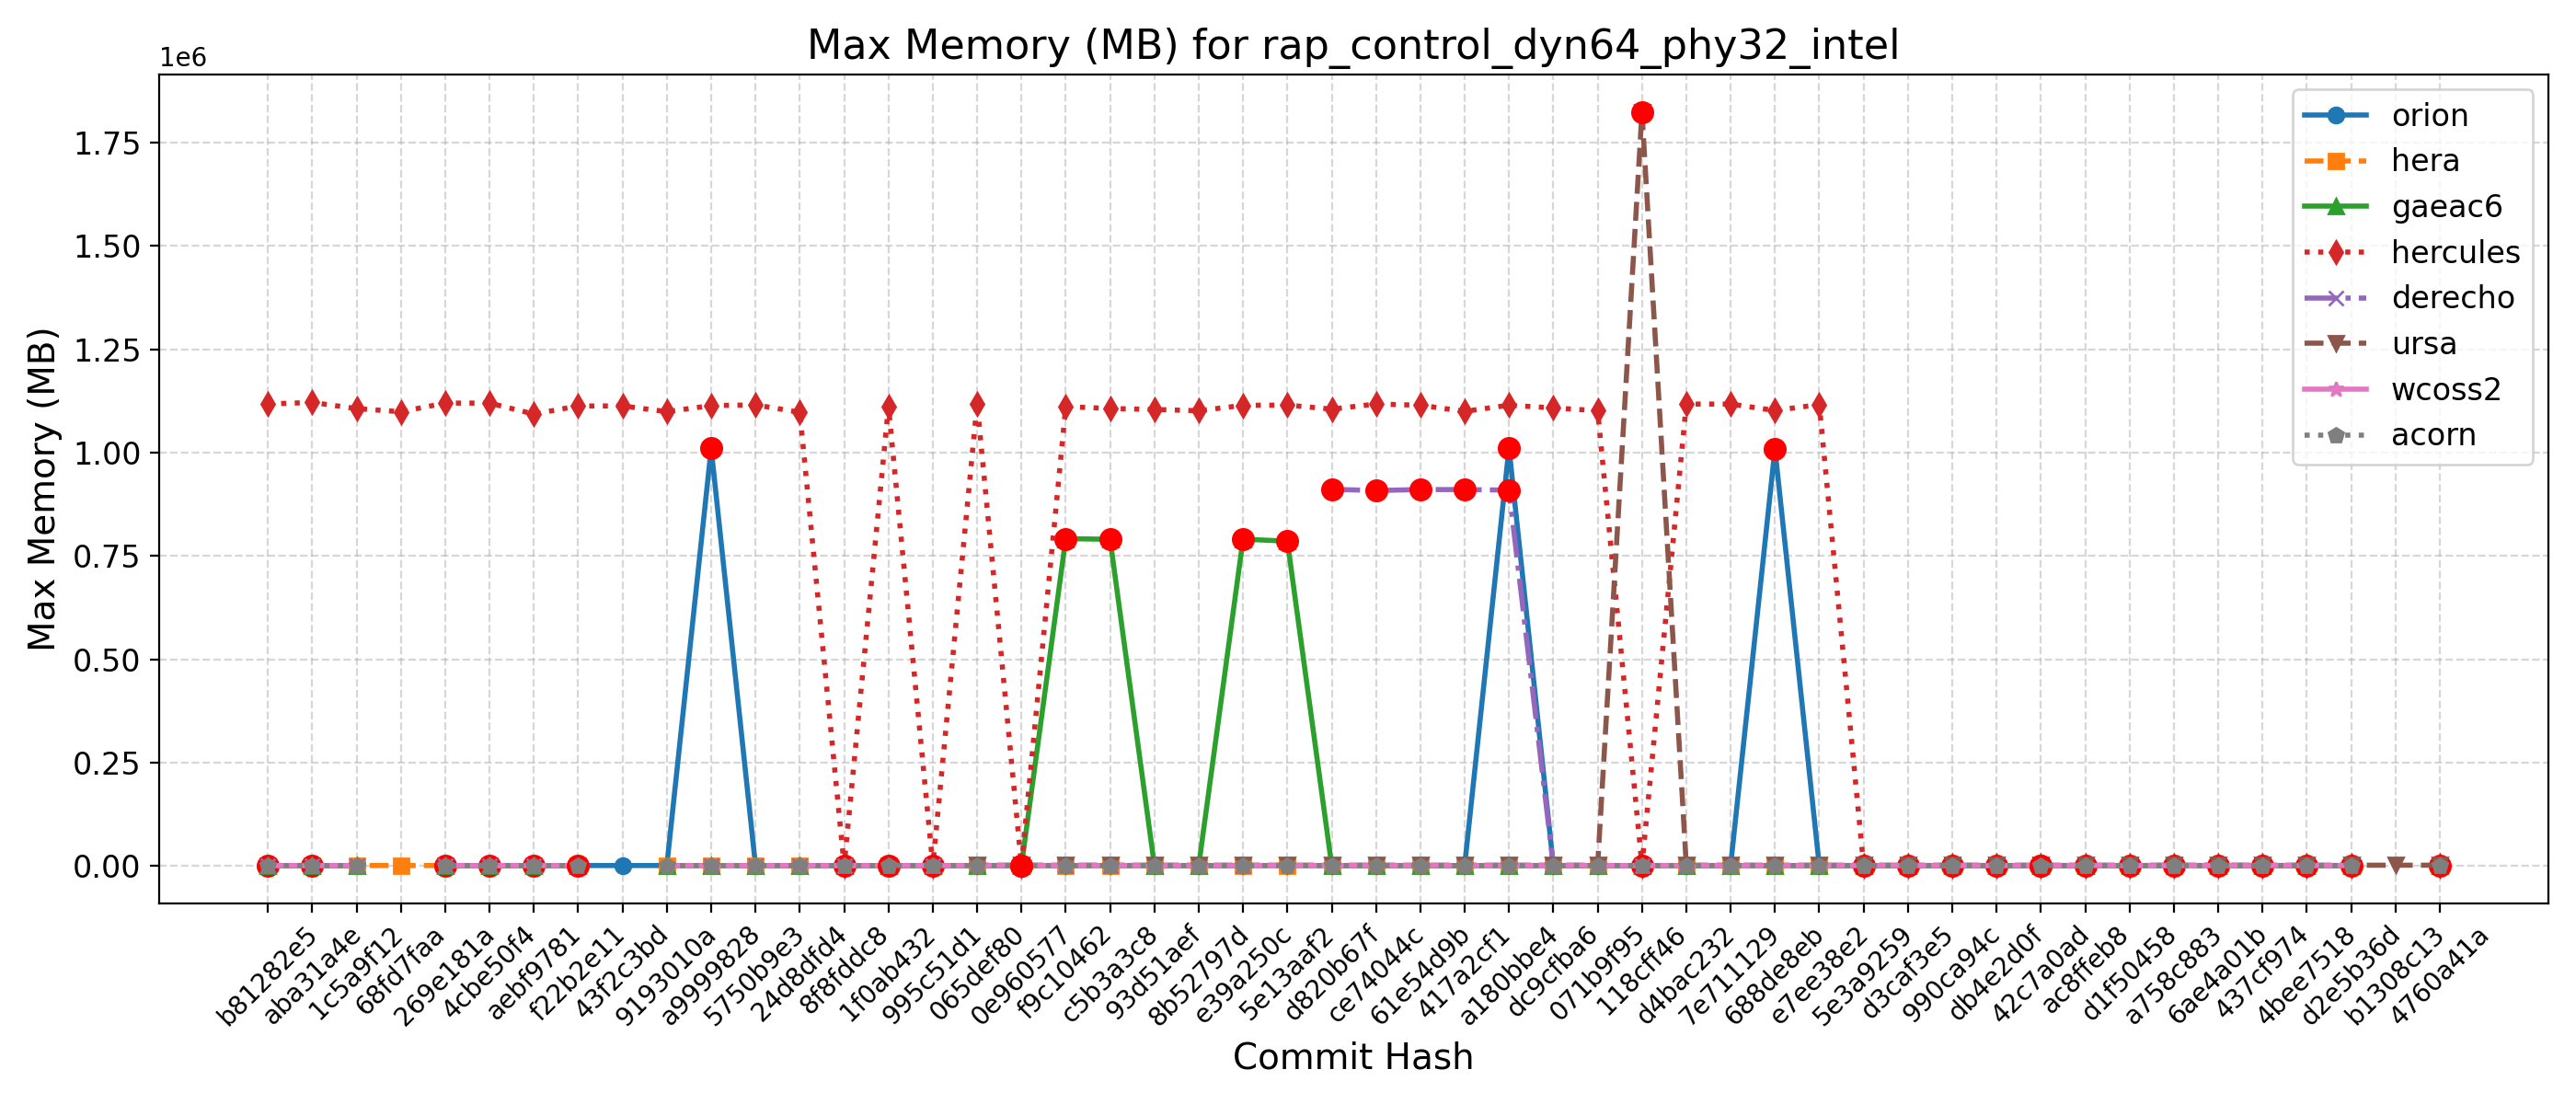 Max Memory (MB) for rap_control_dyn64_phy32_intel
1e6
1.75
1.50
1.25
1.00
0.75
0.50
0.25
0.00
Max Memory (MB)
orion
hera
gaeac6
hercules
derecho
ursa
wcoss2
acorn
b81282e5
aba31a4e
1c5a9f12
68fd7faa
269e181a
4cbe50f4
aebf9781
f22b2e11
43f2c3bd
9193010a
a9999828
5750b9e3
24d8dfd4
8f8fddc8
1f0ab432
995c51d1
065def80
0e960577
f9c10462
c5b3a3c8
93d51aef
8b52797d
e39a250c
5e13aaf2
d820b67f
ce74044c
61e54d9b
417a2cf1
a180bbe4
dc9cfba6
071b9f95
118cff46
d4bac232
7e711129
688de8eb
e7ee38e2
5e3a9259
d3caf3e5
990ca94c
db4e2d0f
42c7a0ad
ac8ffeb8
d1f50458
a758c883
6ae4a01b
437cf974
4bee7518
d2e5b36d
b1308c13
4760a41a
Commit Hash